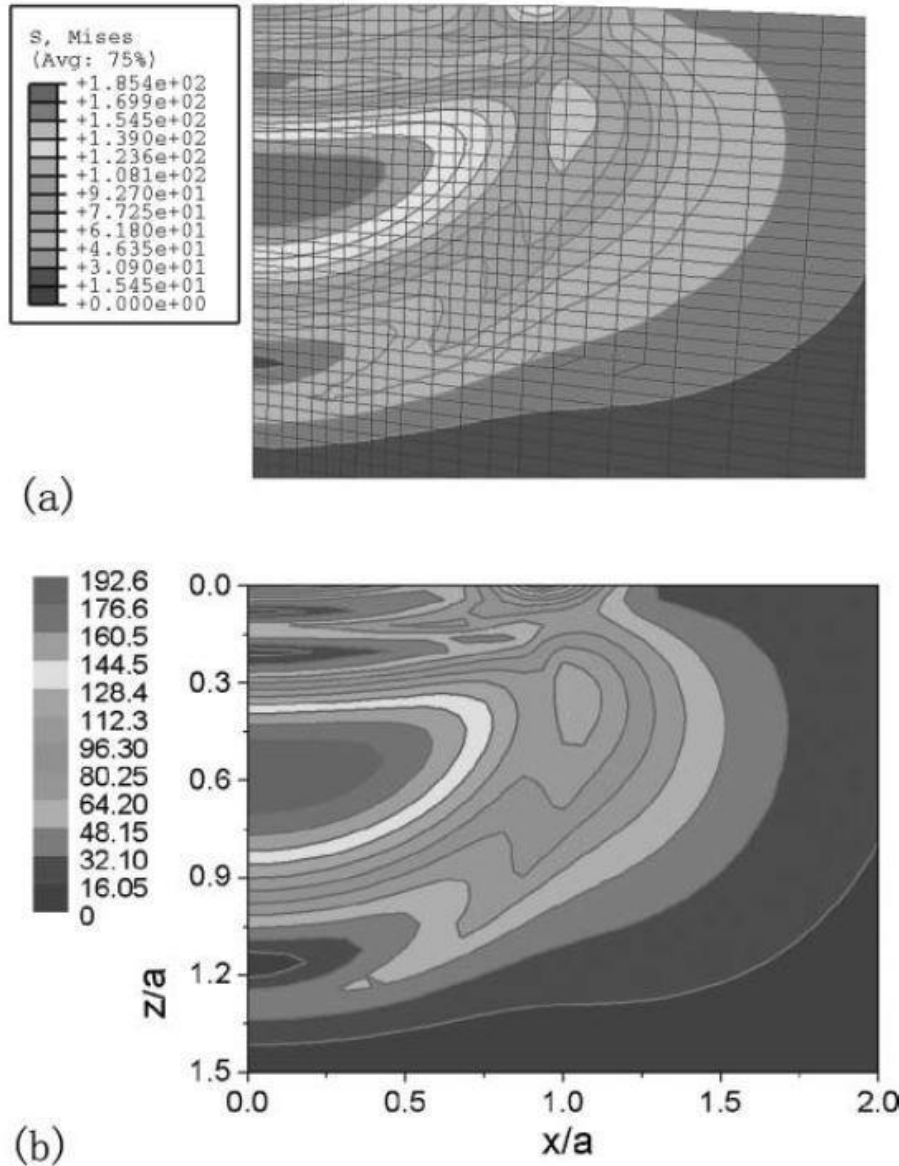 S, Mises
(Avg: 75%)
+1.854e+02
+1.699e+02
+1.545e+02
+1.390e+02
+1.236e+02
+1.081e+02
+9.270e+01
+7.725e+01
+6.180e+01
+4.635e+01
+3.090e+01
+1.545e+01
+0.000e+00
(a)
192.6
176.6
160.5
144.5
128.4
112.3
96.30
80.25
64.20
48.15
32.10
16.05
0
0.0
0.3
0.6
0.9
1.2
1.5
z/a
0.0 0.5 1.0 1.5 2.0
x/a
(b)